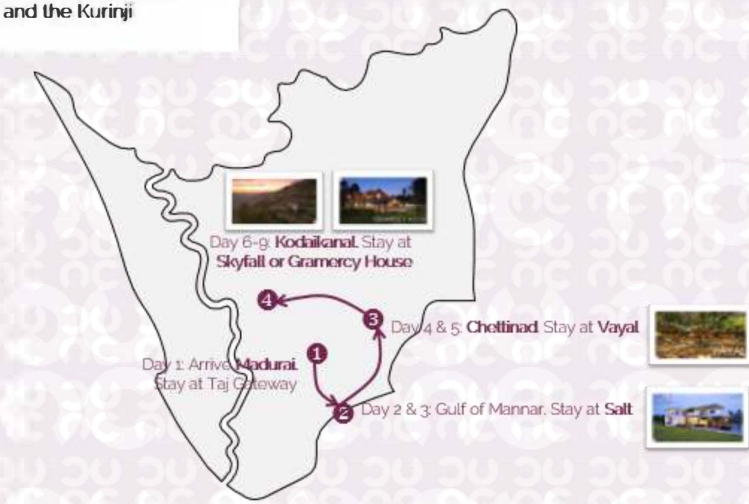 and the Kurinji
Day 6-9: Kodaikanal. Stay at
Skyfall or Gramercy House
4
3
Day 4 & 5: Chettinad. Stay at Vayal
1
Day 1: Arrive Madurai.
Stay at Taj Gateway
2
Day 2 & 3: Gulf of Mannar. Stay at Salt